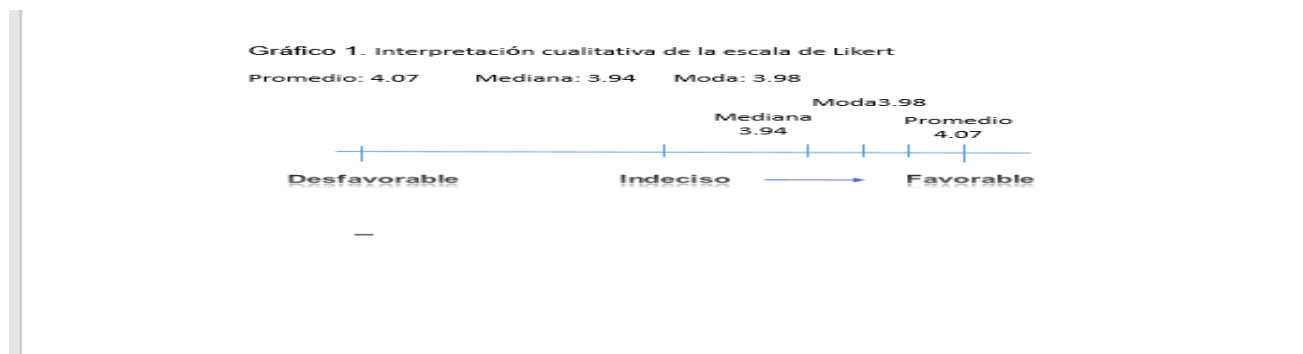 Gráfico 1. Interpretación cualitativa de la escala de Likert
Promedio: 4.07 Mediana: 3.94 Moda: 3.98
Moda3.98
Mediana
3.94
Promedio
4.07
Desfavorable Indeciso Favorable